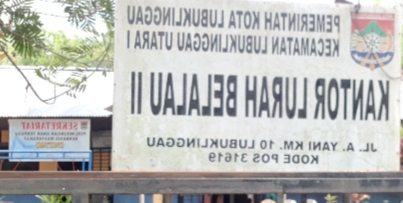 PEMERINTAH KOTA LUBUKLINGGAU
KECAMATAN LUBUKLINGGAU UTARA I
KANTOR LURAH BELALAU II
JL. A. YANI KM. 10 LUBUKLINGGAU
KODE POS 31619
SEKRETARIAT